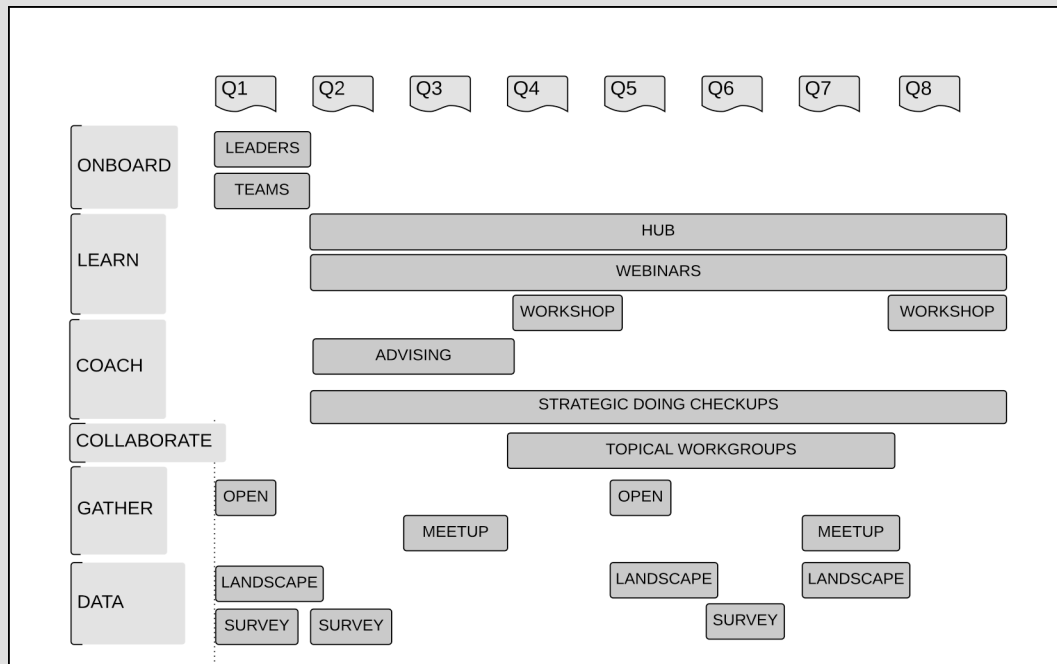 Q1 Q2 Q3 Q4 Q5 Q6 Q7 Q8
ONBOARD
LEADERS
TEAMS
LEARN
HUB
WEBINARS
WORKSHOP WORKSHOP
COACH
ADVISING
STRATEGIC DOING CHECKUPS
COLLABORATE
TOPICAL WORKGROUPS
GATHER
OPEN OPEN
MEETUP MEETUP
DATA
LANDSCAPE LANDSCAPE LANDSCAPE
SURVEY SURVEY SURVEY